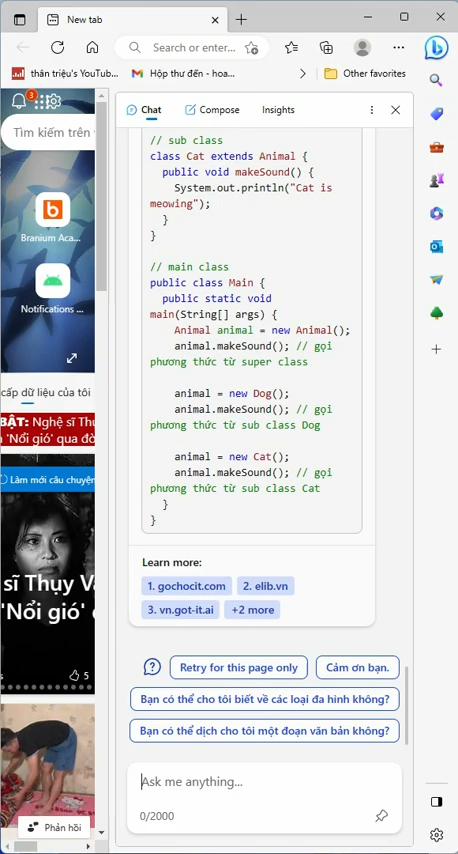 New tab
Search or enter...
thân triệu's YouTub...
Hộp thư đến - hoa...
Other favorites
3
Tìm kiếm trên
Branium Aca...
Notifications ...
cấp dữ liệu của tôi
BẬT: Nghệ sĩ Thụ
'Nổi gió' qua đờ
Làm mới câu chuyện
sĩ Thụy Vâ
'Nổi gió'
5
Phản hồi
Chat
Compose
Insights
// sub class
class Cat extends Animal {
public void makeSound() {
System.out.println("Cat is
meowing");
}
}
// main class
public class Main {
public static void
main(String[] args) {
Animal animal = new Animal();
animal.makeSound(); // gọi
phương thức từ super class
animal = new Dog();
animal.makeSound(); // gọi
phương thức từ sub class Dog
animal = new Cat();
animal.makeSound(); // gọi
phương thức từ sub class Cat
}
}
Learn more:
1. gochocit.com
2. elib.vn
3. vn.got-it.ai
+2 more
Retry for this page only
Cảm ơn bạn.
Bạn có thể cho tôi biết về các loại đa hình không?
Bạn có thể dịch cho tôi một đoạn văn bản không?
Ask me anything...
0/2000